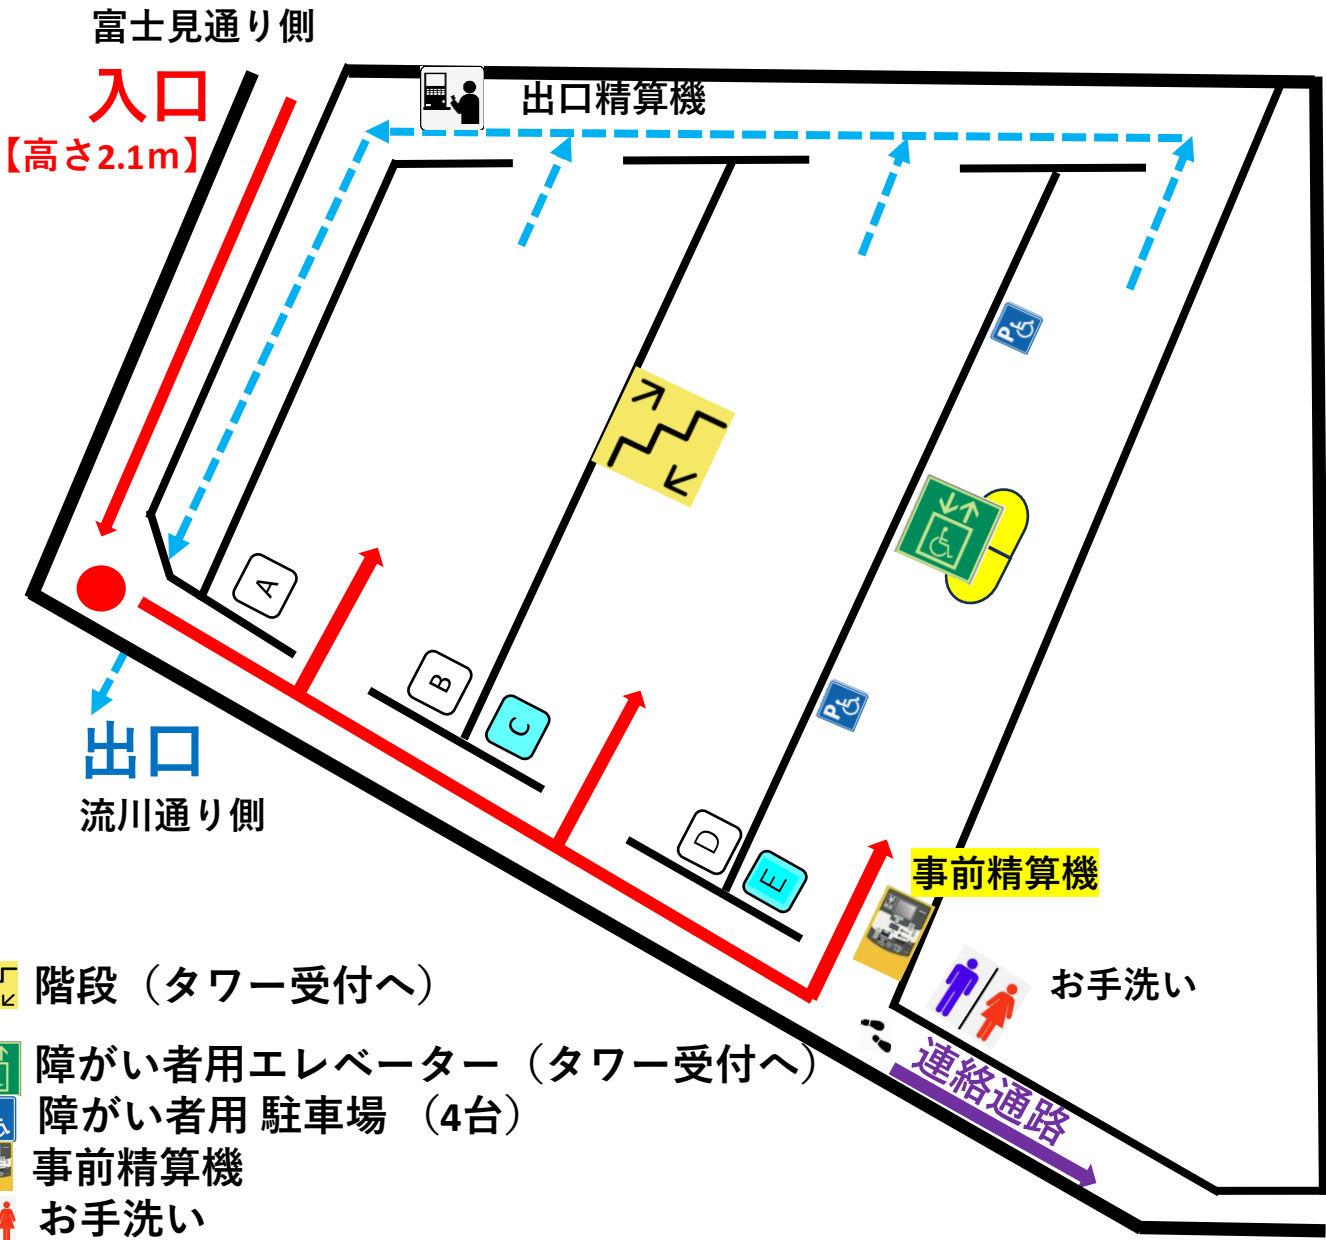 富士見通り側
入口
【高さ2.1m】
出口精算機
P
A
B
C
P
出口
流川通り側
D
E
事前精算機
お手洗い
連絡通路
階段（タワー受付へ）
障がい者用エレベーター（タワー受付へ）
障がい者用 駐車場 （4台）
事前精算機
お手洗い